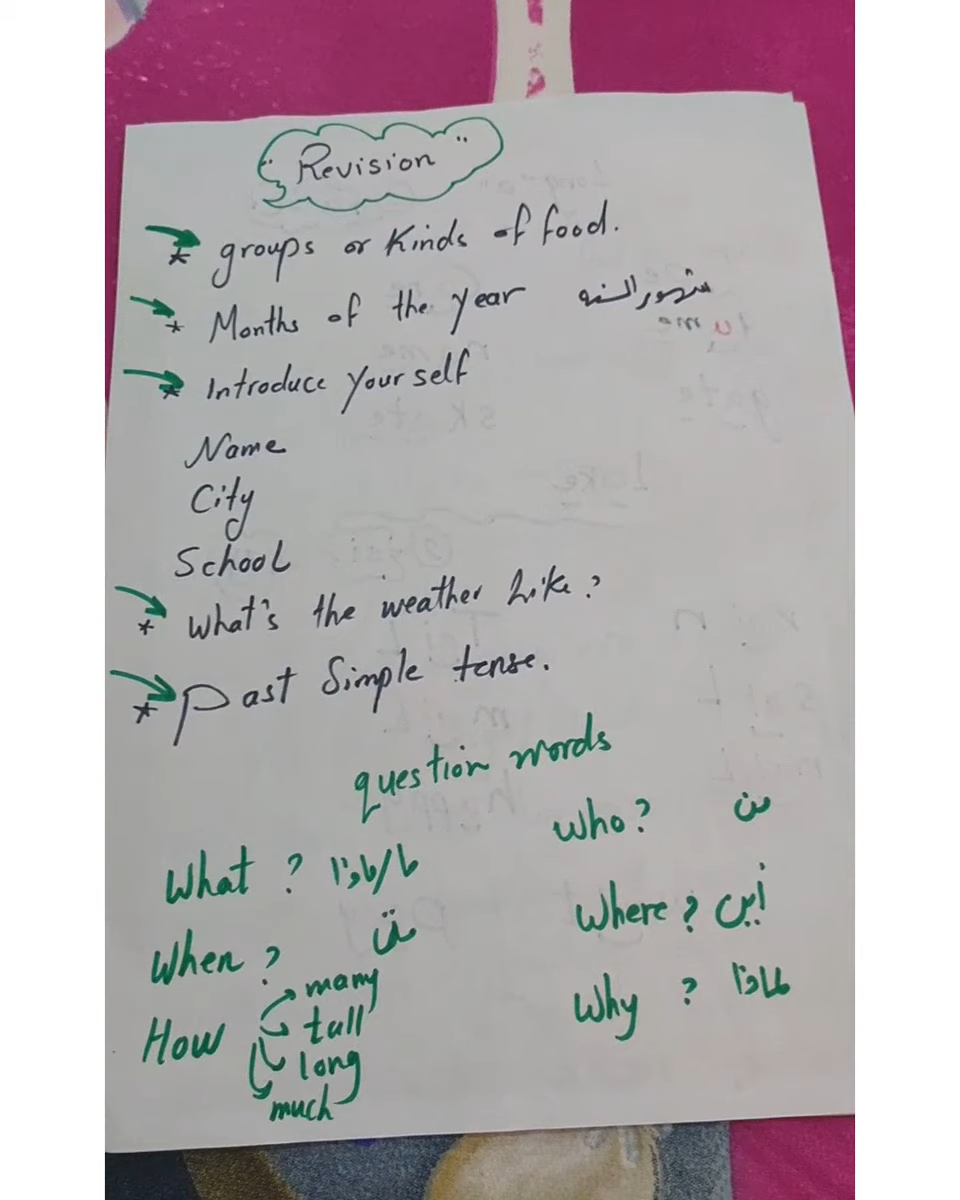 "Revision"
* groups or Kinds of food.
* Months of the year شهور السنه
* Introduce Yourself
Name
City
School
* What's the weather Like?
* Past Simple tense.
question words
What? ما/ماذا
Who? من
When? متى
Where? أين
How many
tall
long
much
Why? لماذا